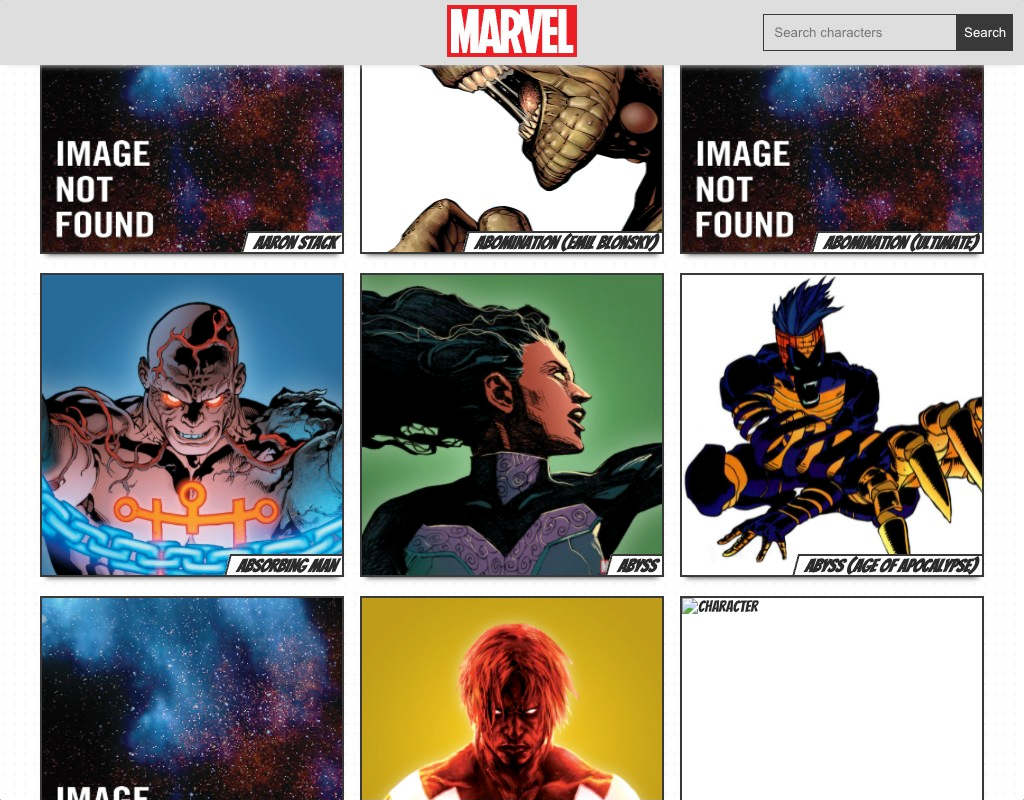 MARVEL
Search characters
Search
IMAGE
NOT
FOUND
AARON STACK
ABOMINATION (EMIL BLONSKY)
IMAGE
NOT
FOUND
ABOMINATION (ULTIMATE)
ABSORBING MAN
ABYSS
ABYSS (AGE OF APOCALYPSE)
IMAGE
CHARACTER